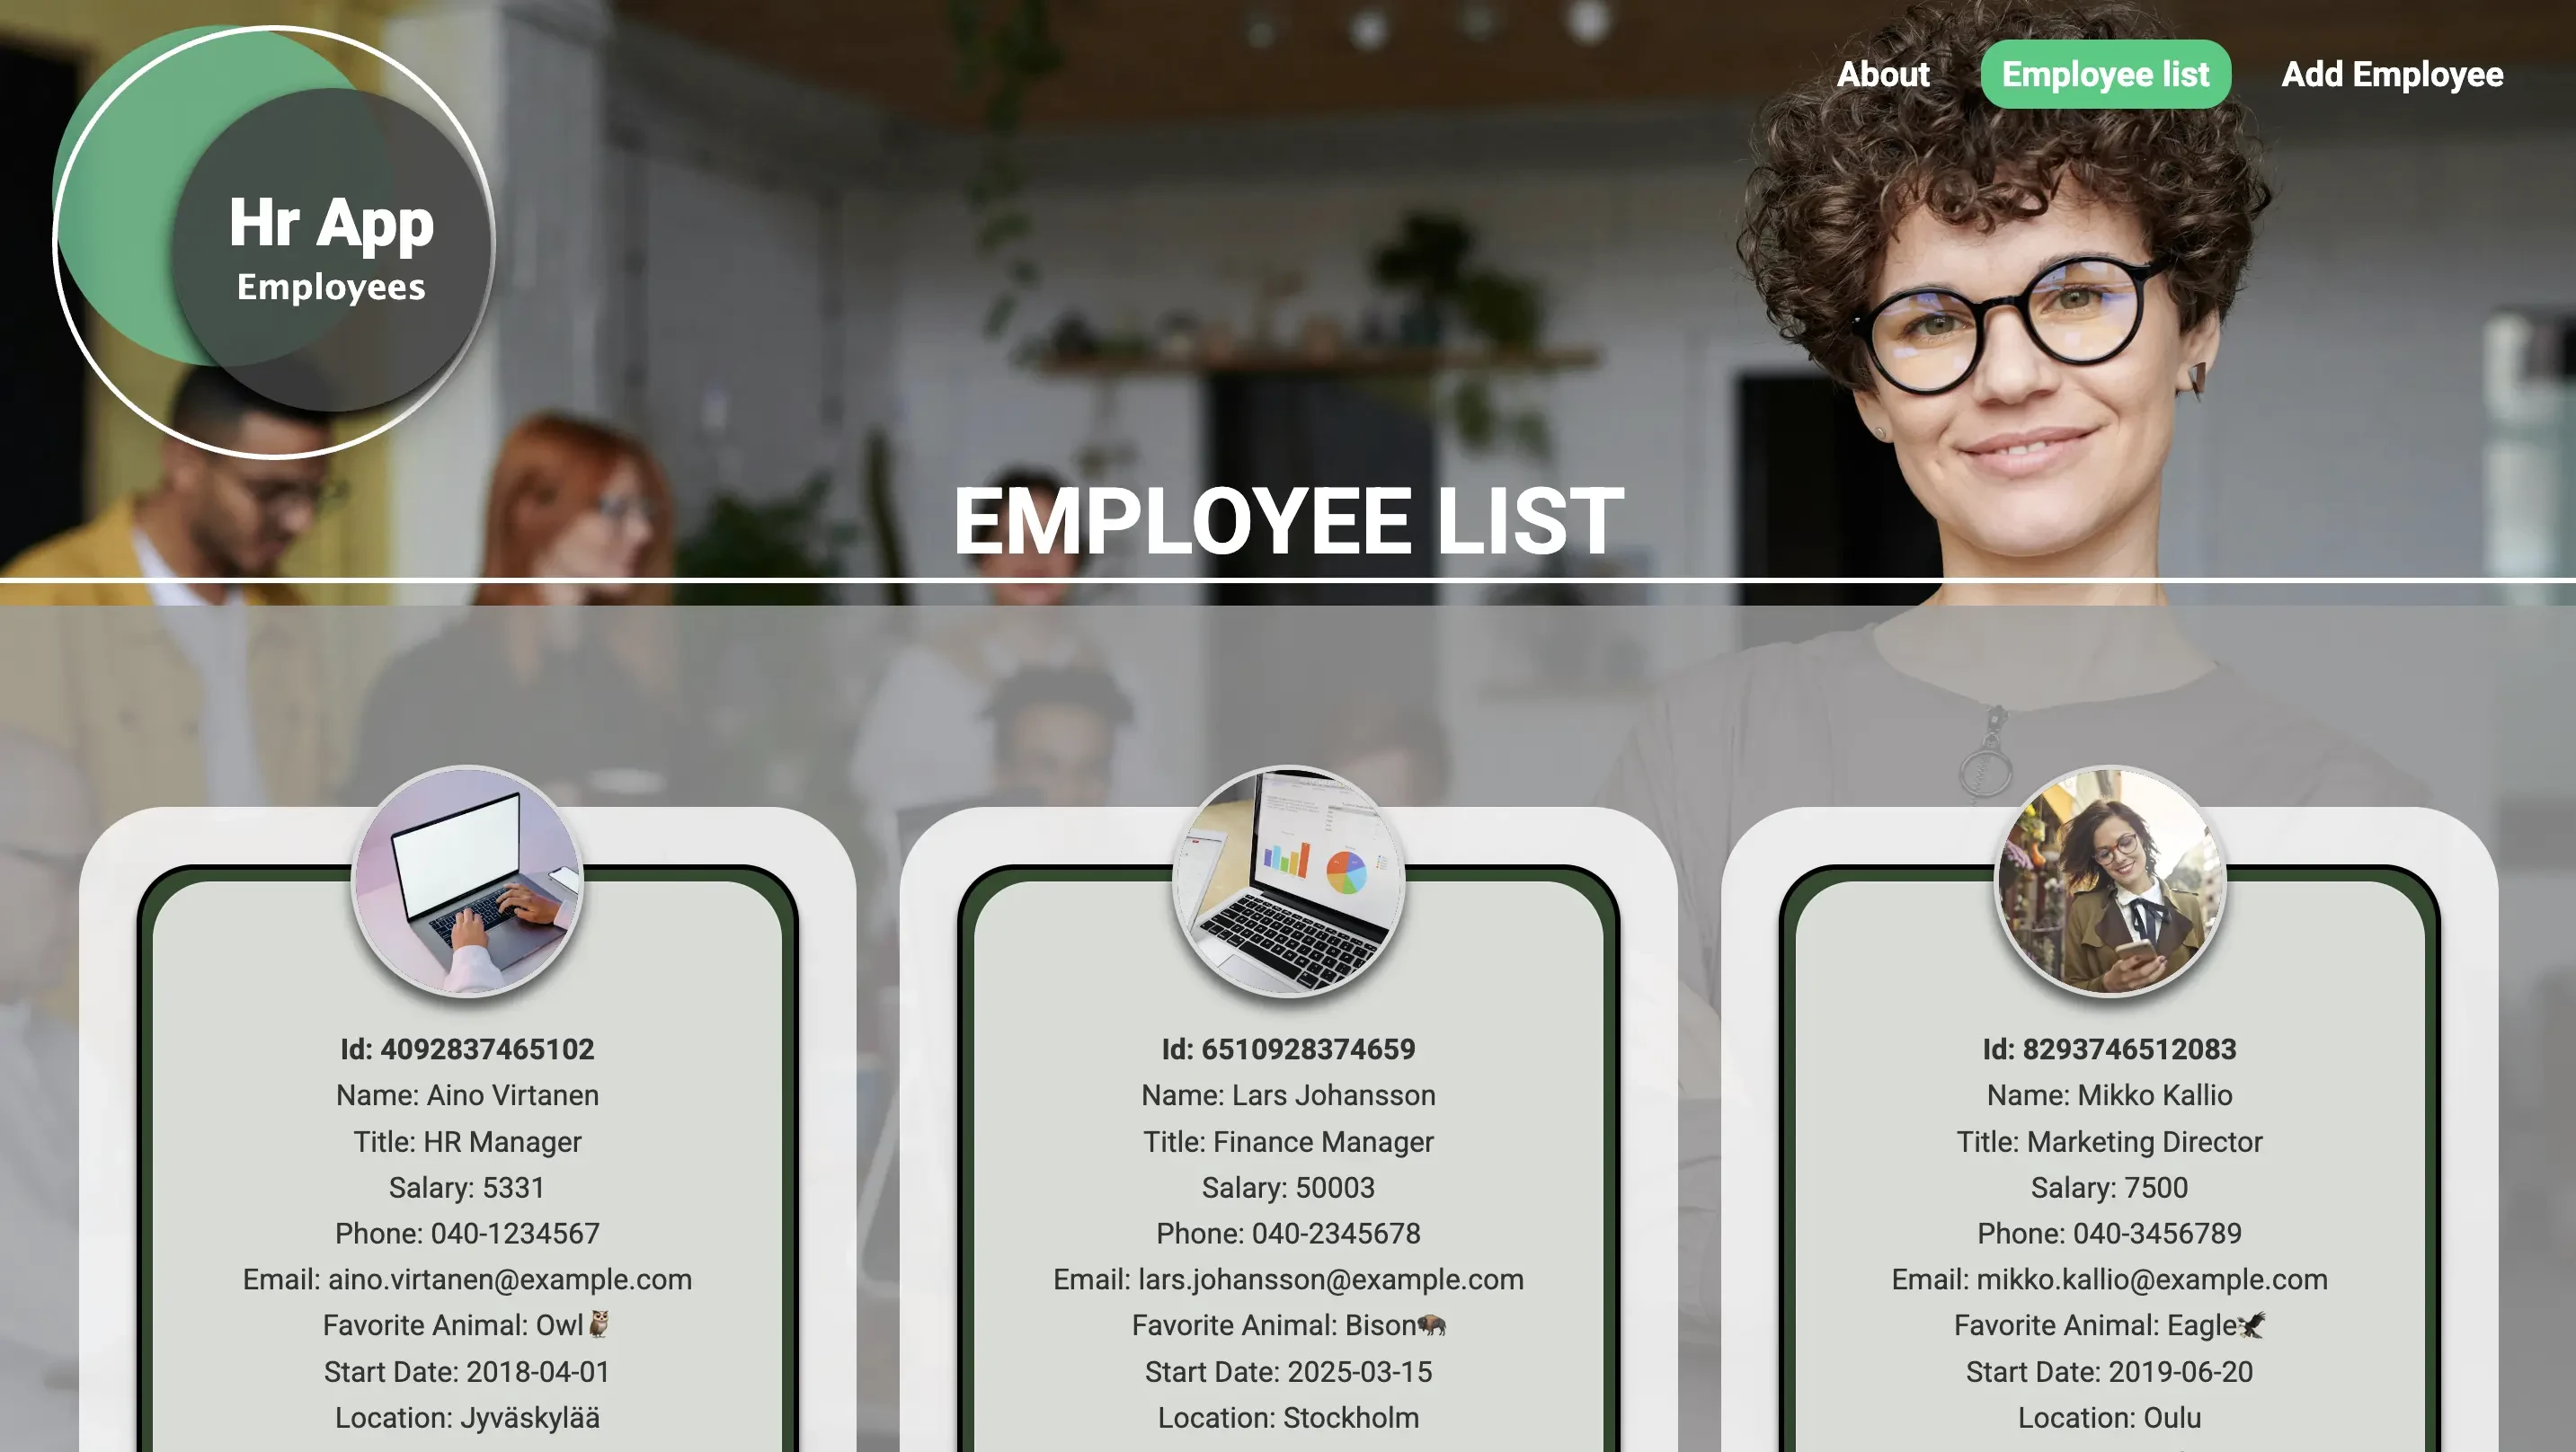 About
Employee list
Add Employee
Hr App
Employees
EMPLOYEE LIST
Id: 4092837465102
Name: Aino Virtanen
Title: HR Manager
Salary: 5331
Phone: 040-1234567
Email: aino.virtanen@example.com
Favorite Animal: Owl🦉
Start Date: 2018-04-01
Location: Jyväskylää
Id: 6510928374659
Name: Lars Johansson
Title: Finance Manager
Salary: 50003
Phone: 040-2345678
Email: lars.johansson@example.com
Favorite Animal: Bison🦬
Start Date: 2025-03-15
Location: Stockholm
Id: 8293746512083
Name: Mikko Kallio
Title: Marketing Director
Salary: 7500
Phone: 040-3456789
Email: mikko.kallio@example.com
Favorite Animal: Eagle🦅
Start Date: 2019-06-20
Location: Oulu